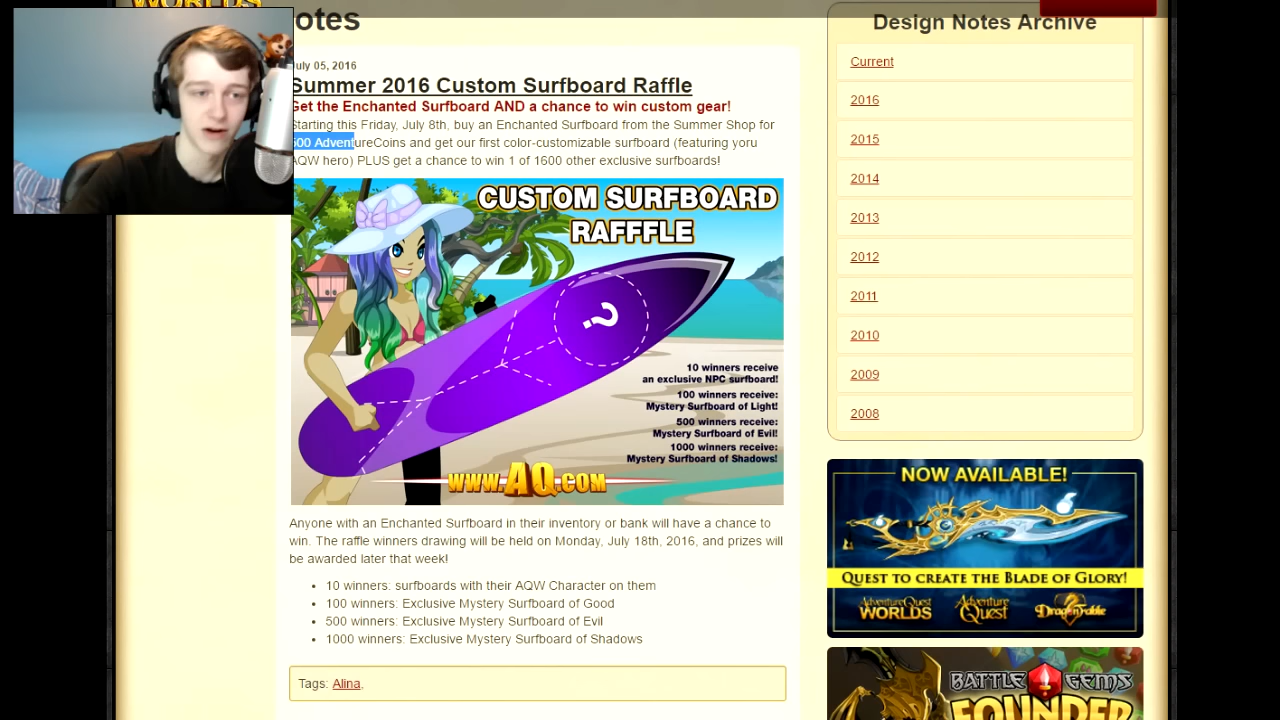 WORLDS
otes
Design Notes Archive
July 05, 2016
Summer 2016 Custom Surfboard Raffle
Get the Enchanted Surfboard AND a chance to win custom gear!
Starting this Friday, July 8th, buy an Enchanted Surfboard from the Summer Shop for
500 AdventureCoins and get our first color-customizable surfboard (featuring yoru
AQW hero) PLUS get a chance to win 1 of 1600 other exclusive surfboards!
CUSTOM SURFBOARD
RAFFFLE
?
10 winners receive
an exclusive NPC surfboard!
100 winners receive:
Mystery Surfboard of Light!
500 winners receive:
Mystery Surfboard of Evil!
1000 winners receive:
Mystery Surfboard of Shadows!
www.AQ.com
Anyone with an Enchanted Surfboard in their inventory or bank will have a chance to
win. The raffle winners drawing will be held on Monday, July 18th, 2016, and prizes will
be awarded later that week!
• 10 winners: surfboards with their AQW Character on them
• 100 winners: Exclusive Mystery Surfboard of Good
• 500 winners: Exclusive Mystery Surfboard of Evil
• 1000 winners: Exclusive Mystery Surfboard of Shadows
Tags: Alina,
Current
2016
2015
2014
2013
2012
2011
2010
2009
2008
NOW AVAILABLE!
QUEST TO CREATE THE BLADE OF GLORY!
AdventureQuest WORLDS
AdventureQuest
DragonFable
BATTLE GEMS
FOUNDER